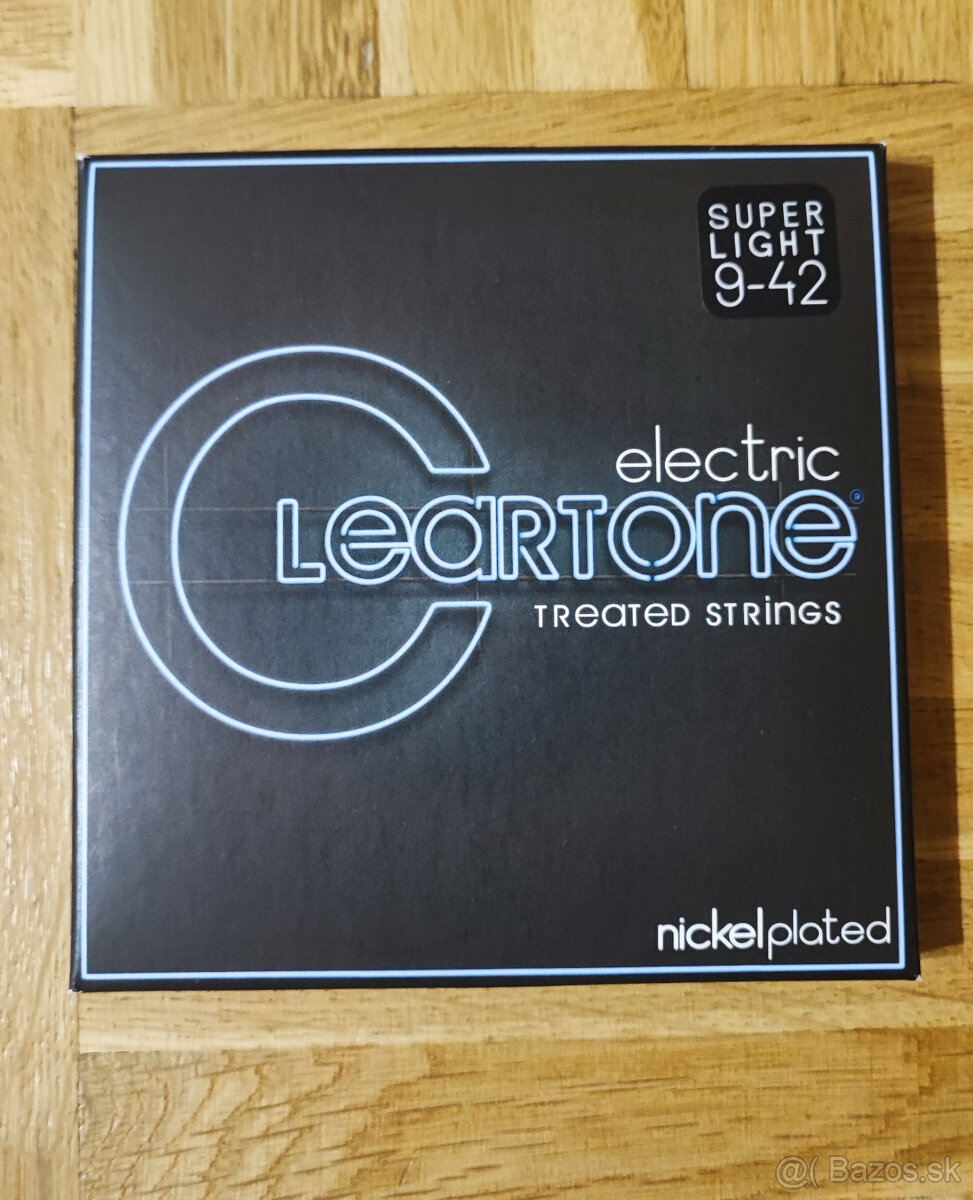 SUPER
LIGHT
9-42
electric
CLEARTONE®
TREATED STRINGS
nickelplated
@( Bazos.sk